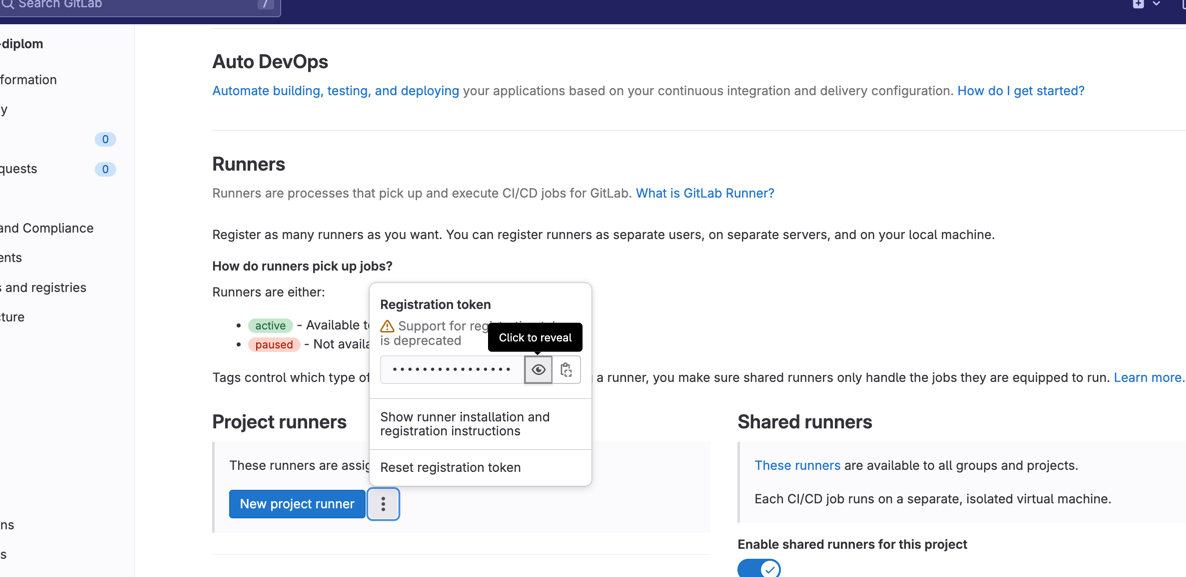 Search GitLab /
-diplom
formation
y
0
quests 0
and Compliance
ents
s and registries
cture
ns
s
Auto DevOps
Automate building, testing, and deploying your applications based on your continuous integration and delivery configuration. How do I get started?
Runners
Runners are processes that pick up and execute CI/CD jobs for GitLab. What is GitLab Runner?
Register as many runners as you want. You can register runners as separate users, on separate servers, and on your local machine.
How do runners pick up jobs?
Runners are either:
• active - Available t
• paused - Not availa
Tags control which type of a runner, you make sure shared runners only handle the jobs they are equipped to run. Learn more.
Registration token
Support for reg
is deprecated
Click to reveal
••••••••••••••••
Show runner installation and
registration instructions
Reset registration token
Project runners
These runners are assig
New project runner
Shared runners
These runners are available to all groups and projects.
Each CI/CD job runs on a separate, isolated virtual machine.
Enable shared runners for this project